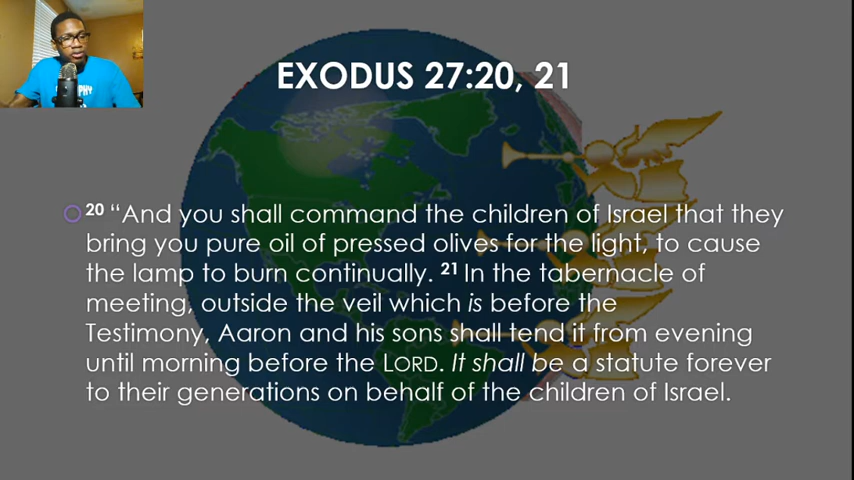 EXODUS 27:20, 21
20 “And you shall command the children of Israel that they
bring you pure oil of pressed olives for the light, to cause
the lamp to burn continually. 21 In the tabernacle of
meeting, outside the veil which is before the
Testimony, Aaron and his sons shall tend it from evening
until morning before the LORD. It shall be a statute forever
to their generations on behalf of the children of Israel.